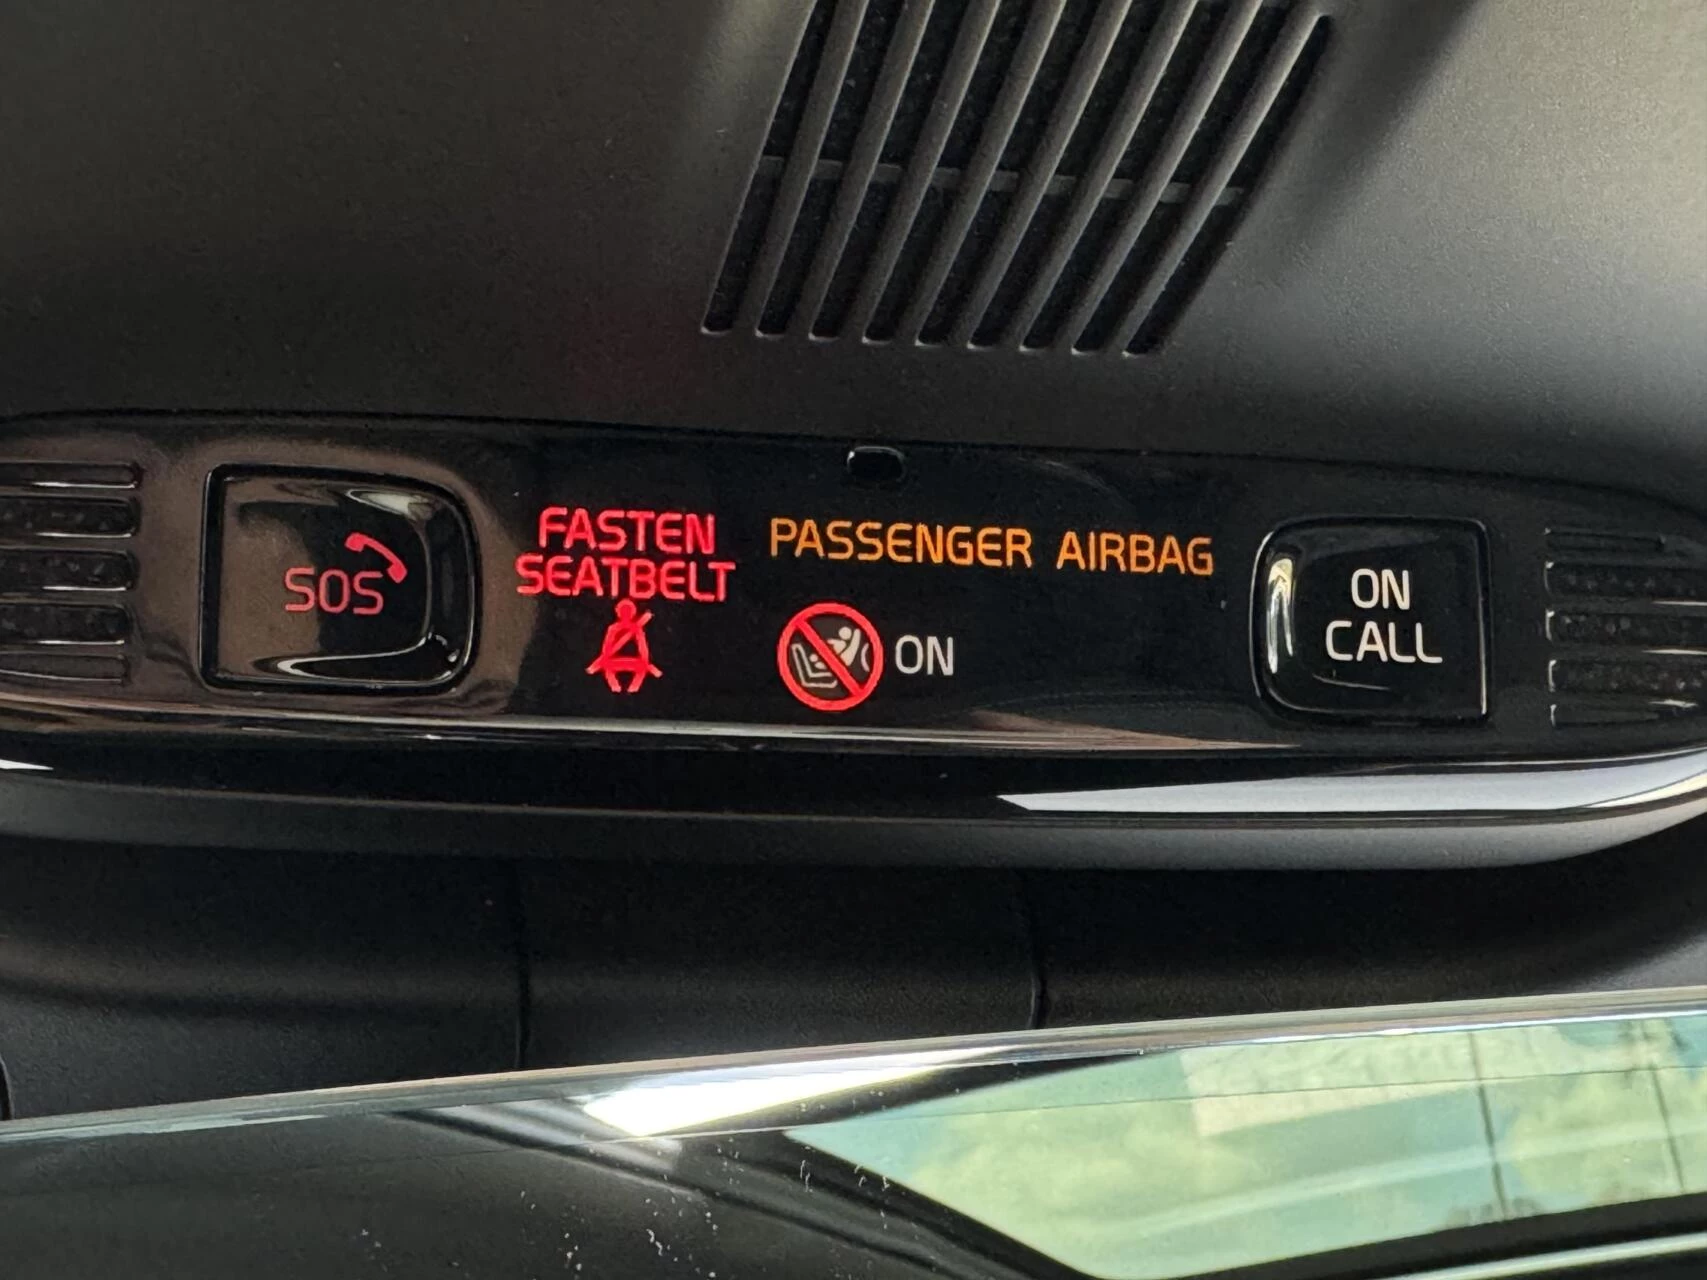 SOS
FASTEN
SEATBELT
PASSENGER AIRBAG
ON
ON
CALL